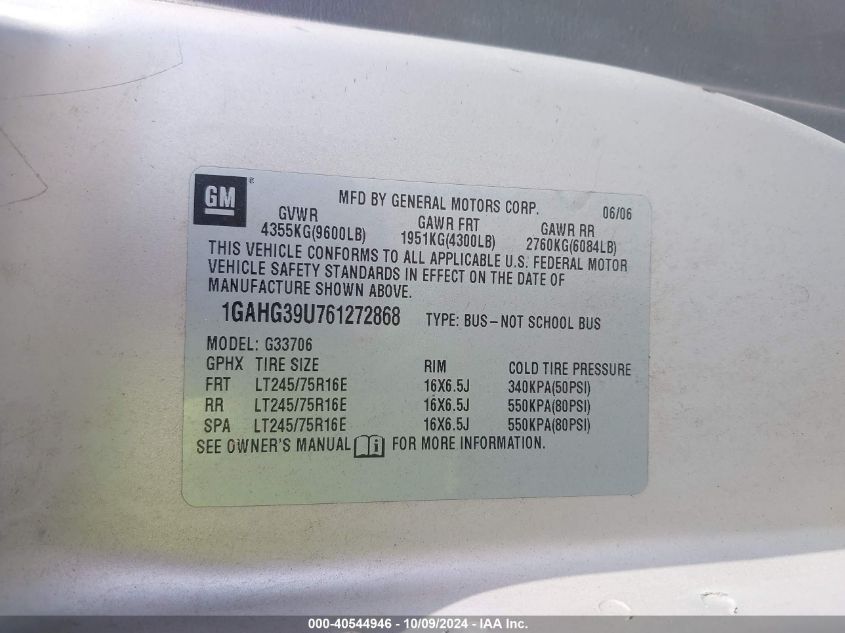 GM®
MFD BY GENERAL MOTORS CORP. 06/06
GVWR GAWR FRT GAWR RR
4355KG(9600LB) 1951KG(4300LB) 2760KG(6084LB)
THIS VEHICLE CONFORMS TO ALL APPLICABLE U.S. FEDERAL MOTOR
VEHICLE SAFETY STANDARDS IN EFFECT ON THE DATE OF
MANUFACTURE SHOWN ABOVE.
1GAHG39U761272868 TYPE: BUS-NOT SCHOOL BUS
MODEL: G33706
GPHX TIRE SIZE RIM COLD TIRE PRESSURE
FRT LT245/75R16E 16X6.5J 340KPA(50PSI)
RR LT245/75R16E 16X6.5J 550KPA(80PSI)
SPA LT245/75R16E 16X6.5J 550KPA(80PSI)
SEE OWNER'S MANUAL i FOR MORE INFORMATION.
000-40544946 - 10/09/2024 - IAA Inc.